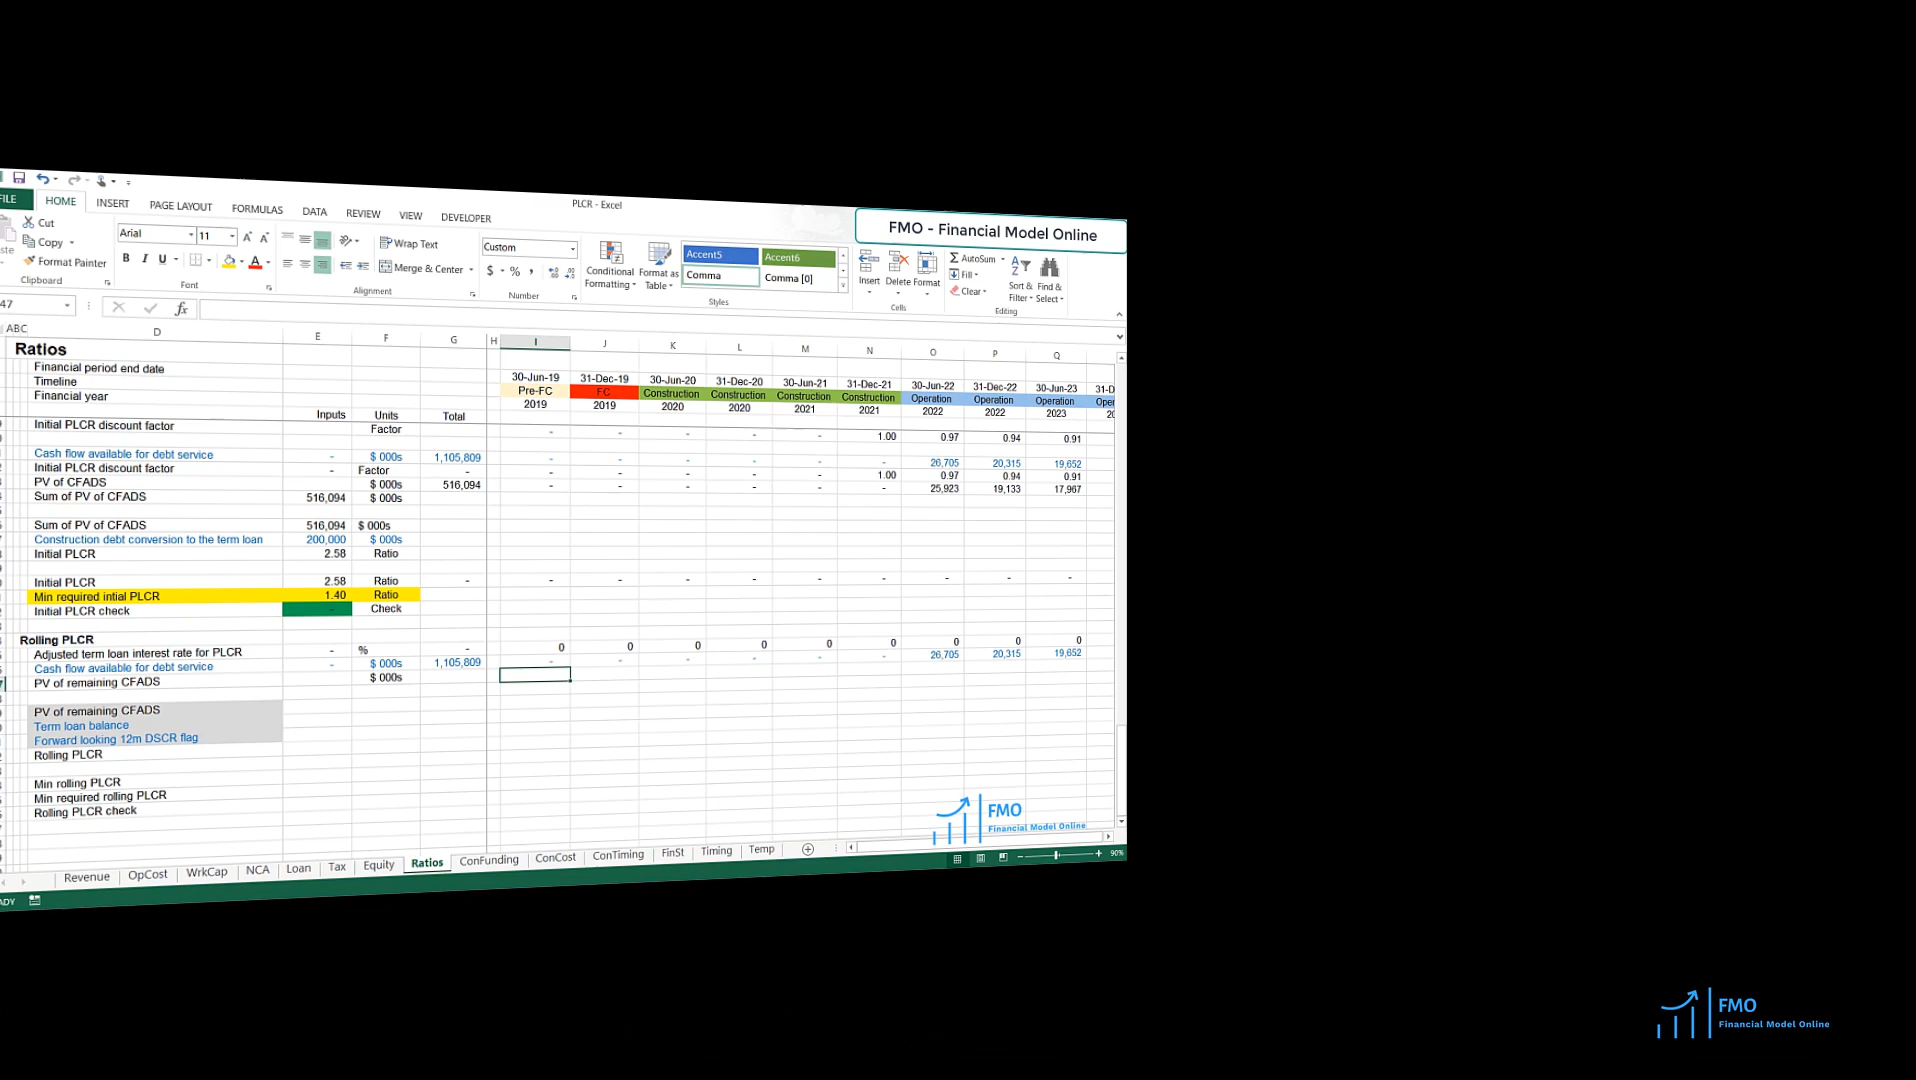 PLCR - Excel
FMO - Financial Model Online
FILE HOME INSERT PAGE LAYOUT FORMULAS DATA REVIEW VIEW DEVELOPER
Cut
Copy
Format Painter
Clipboard
Arial 11
B I U
Font
Wrap Text
Merge & Center
Alignment
Custom
$ % ,
Number
Conditional Formatting
Format as Table
Accent5 Accent6
Comma Comma [0]
Styles
Insert Delete Format
Cells
AutoSum
Fill
Clear
Sort & Filter
Find & Select
Editing
47 fx
ABC D E F G H I J K L M N O P Q
Ratios
Financial period end date 30-Jun-19 31-Dec-19 30-Jun-20 31-Dec-20 30-Jun-21 31-Dec-21 30-Jun-22 31-Dec-22 30-Jun-23 31-D
Timeline Pre-FC FC Construction Construction Construction Construction Operation Operation Operation Oper
Financial year 2019 2019 2020 2020 2021 2021 2022 2022 2023 20
Inputs Units Total
Initial PLCR discount factor Factor - - - - - 1.00 0.97 0.94 0.91
Cash flow available for debt service - $ 000s 1,105,809 - - - - - - 26,705 20,315 19,652
Initial PLCR discount factor - Factor - - - - - - 1.00 0.97 0.94 0.91
PV of CFADS $ 000s 516,094 - - - - - - 25,923 19,133 17,967
Sum of PV of CFADS 516,094 $ 000s
Sum of PV of CFADS 516,094 $ 000s
Construction debt conversion to the term loan 200,000 $ 000s
Initial PLCR 2.58 Ratio
Initial PLCR 2.58 Ratio - - - - - - - - - -
Min required intial PLCR 1.40 Ratio
Initial PLCR check - Check
Rolling PLCR
Adjusted term loan interest rate for PLCR - % - 0 0 0 0 0 0 0 0 0
Cash flow available for debt service - $ 000s 1,105,809 - - - - - - 26,705 20,315 19,652
PV of remaining CFADS $ 000s
PV of remaining CFADS
Term loan balance
Forward looking 12m DSCR flag
Rolling PLCR
Min rolling PLCR
Min required rolling PLCR
Rolling PLCR check
FMO
Financial Model Online
Revenue OpCost WrkCap NCA Loan Tax Equity Ratios ConFunding ConCost ConTiming FinSt Timing Temp
90%
FMO
Financial Model Online